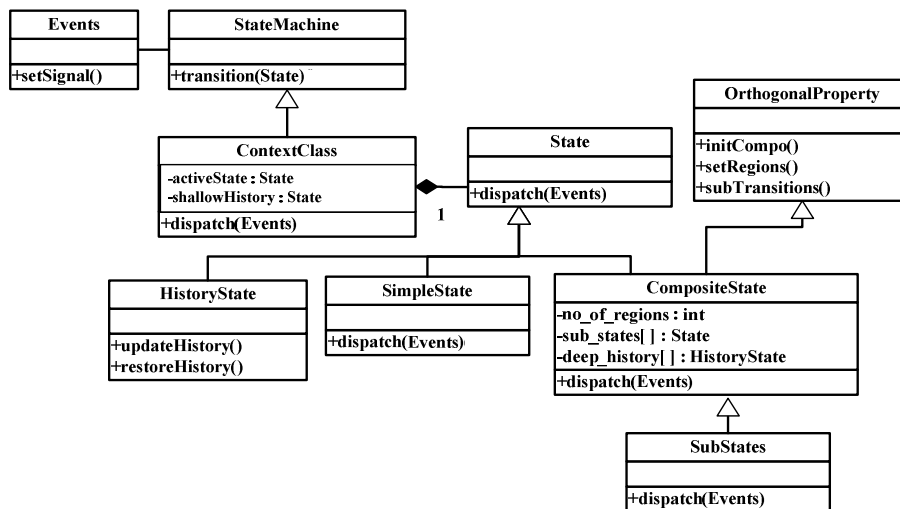 Events
+setSignal()
StateMachine
+transition(State)
OrthogonalProperty
+initCompo()
+setRegions()
+subTransitions()
ContextClass
-activeState : State
-shallowHistory : State
+dispatch(Events)
1
State
+dispatch(Events)
HistoryState
+updateHistory()
+restoreHistory()
SimpleState
+dispatch(Events)
CompositeState
-no_of_regions : int
-sub_states[ ] : State
-deep_history[ ] : HistoryState
+dispatch(Events)
SubStates
+dispatch(Events)